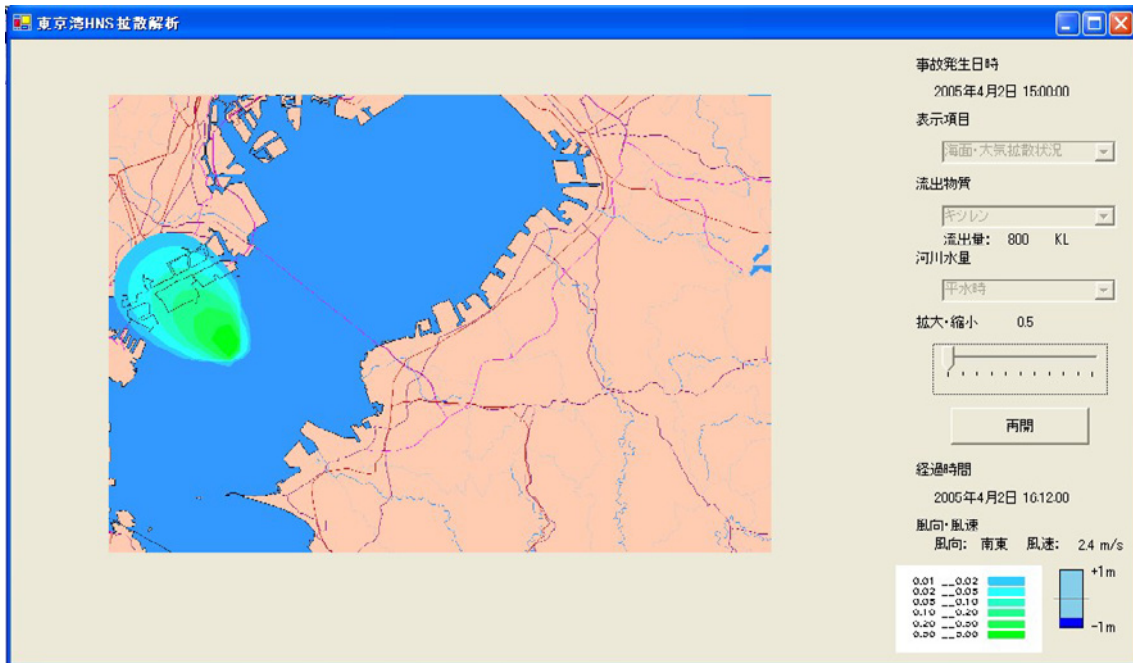 東京湾HNS拡散解析
事故発生日時
2005年4月2日 15:00:00
表示項目
海面・大気拡散状況
流出物質
キシレン
流出量: 800 KL
河川水量
平水時
拡大・縮小 0.5
再開
経過時間
2005年4月2日 16:12:00
風向・風速
風向: 南東 風速: 2.4 m/s
0.01 __0.02
0.02 __0.05
0.05 __0.10
0.10 __0.20
0.20 __0.50
0.50 __5.00
+1m
-1m